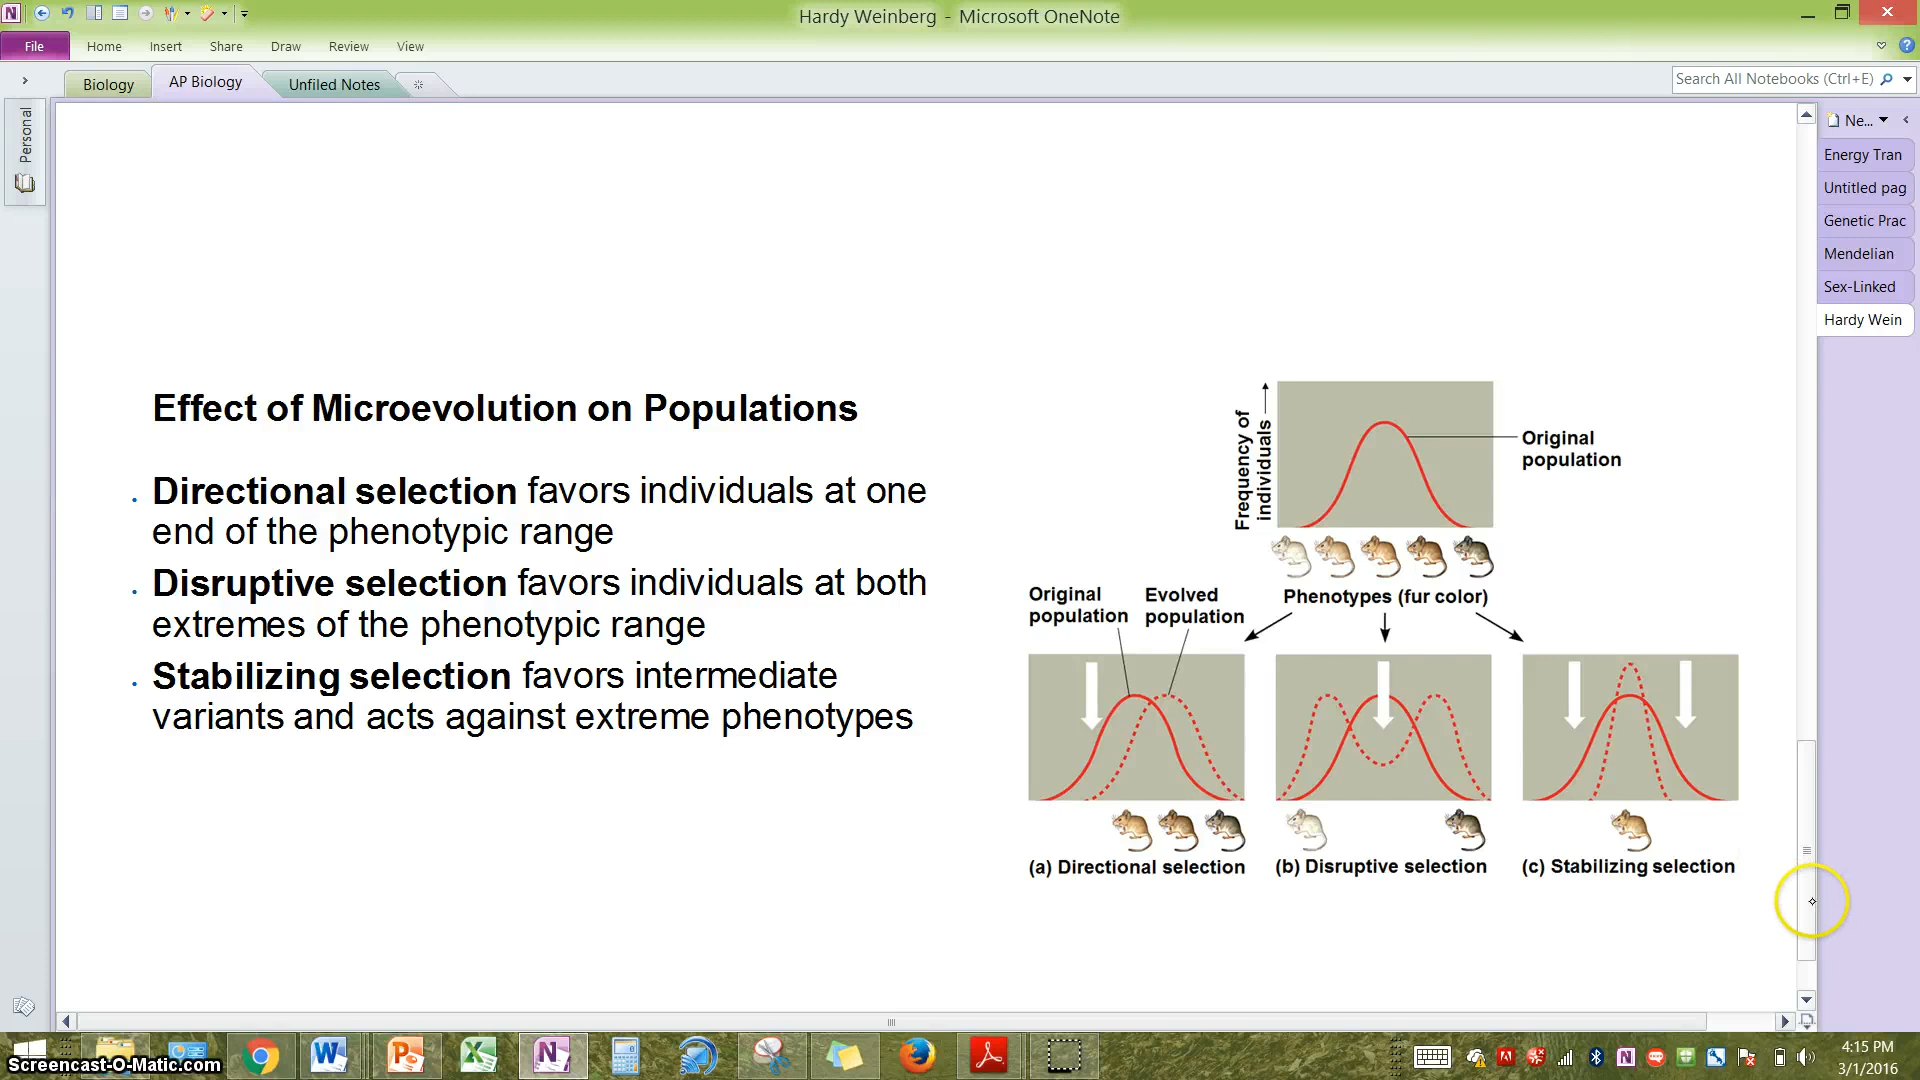 Hardy Weinberg - Microsoft OneNote
File Home Insert Share Draw Review View
Biology AP Biology Unfiled Notes
Search All Notebooks (Ctrl+E)
Personal
Ne...
Energy Tran
Untitled pag
Genetic Prac
Mendelian
Sex-Linked
Hardy Wein
Effect of Microevolution on Populations
Directional selection favors individuals at one
end of the phenotypic range
Disruptive selection favors individuals at both
extremes of the phenotypic range
Stabilizing selection favors intermediate
variants and acts against extreme phenotypes
Frequency of
individuals
Original
population
Phenotypes (fur color)
Original
population
Evolved
population
(a) Directional selection
(b) Disruptive selection
(c) Stabilizing selection
Screencast-O-Matic.com
4:15 PM
3/1/2016